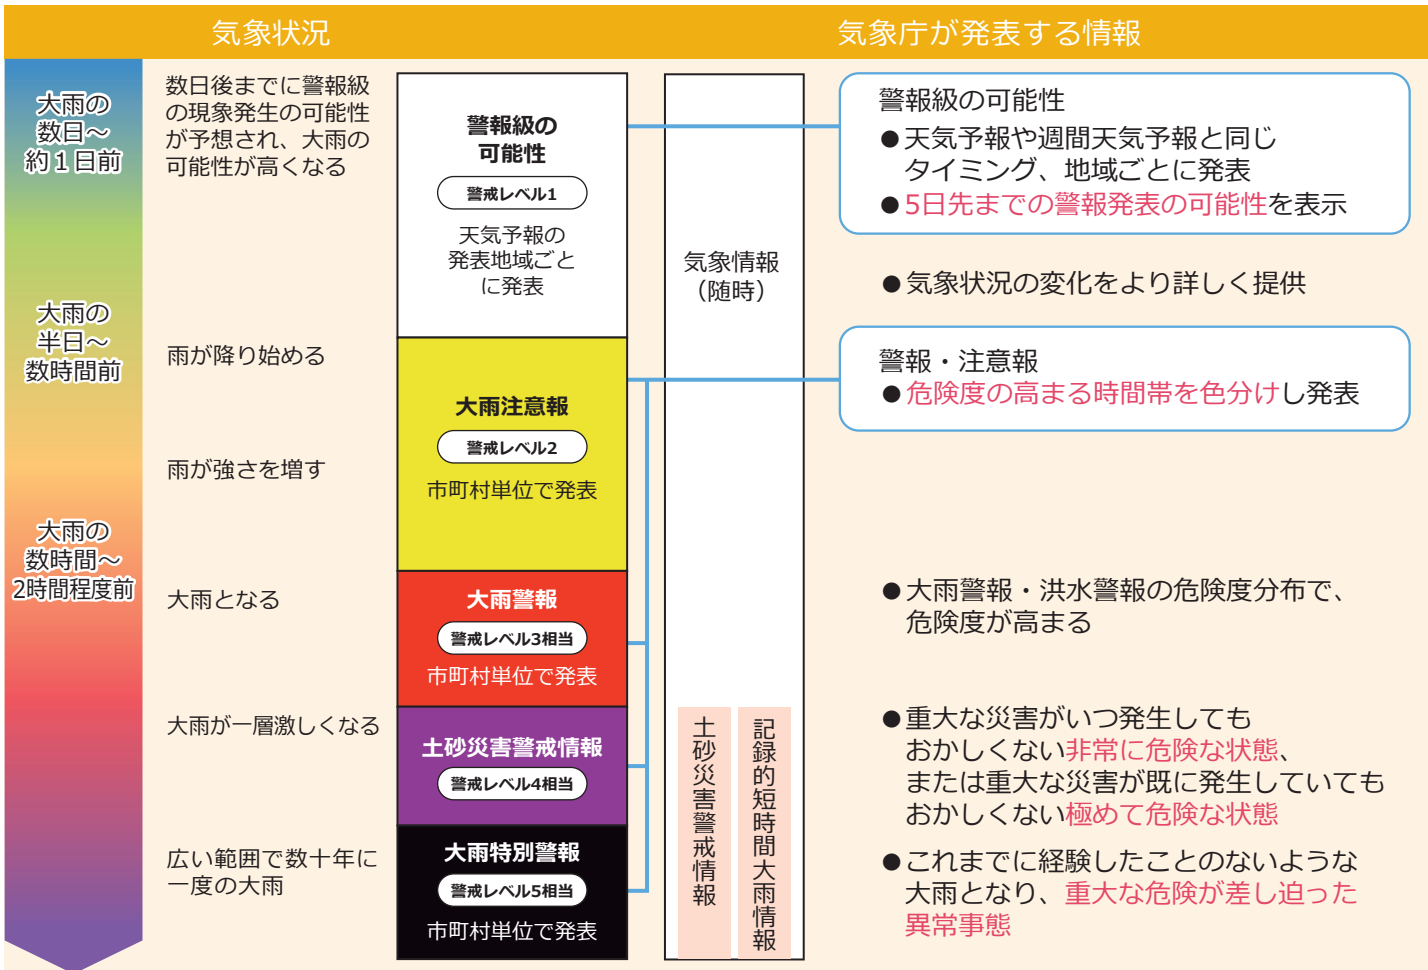 気象状況
気象庁が発表する情報
大雨の
数日～
約１日前
数日後までに警報級
の現象発生の可能性
が予想され、大雨の
可能性が高くなる
警報級の
可能性
警戒レベル1
天気予報の
発表地域ごと
に発表
気象情報
（随時）
警報級の可能性
●天気予報や週間天気予報と同じ
タイミング、地域ごとに発表
●5日先までの警報発表の可能性を表示
●気象状況の変化をより詳しく提供
大雨の
半日～
数時間前
雨が降り始める
大雨注意報
警戒レベル2
市町村単位で発表
警報・注意報
●危険度の高まる時間帯を色分けし発表
雨が強さを増す
大雨の
数時間～
2時間程度前
大雨となる
大雨警報
警戒レベル3相当
市町村単位で発表
●大雨警報・洪水警報の危険度分布で、
危険度が高まる
大雨が一層激しくなる
土砂災害警戒情報
警戒レベル4相当
土砂災害警戒情報
記録的短時間大雨情報
●重大な災害がいつ発生しても
おかしくない非常に危険な状態、
または重大な災害が既に発生していても
おかしくない極めて危険な状態
広い範囲で数十年に
一度の大雨
大雨特別警報
警戒レベル5相当
市町村単位で発表
●これまでに経験したことのないような
大雨となり、重大な危険が差し迫った
異常事態